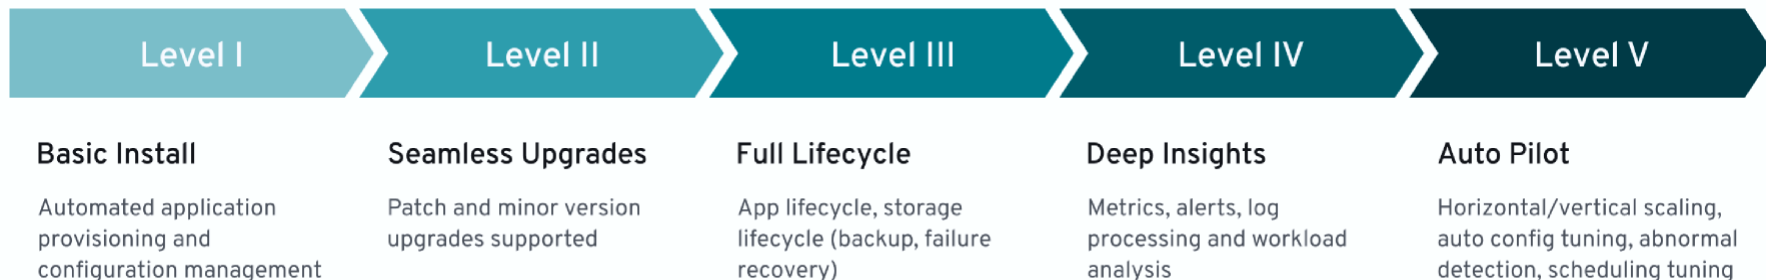 Level I
Level II
Level III
Level IV
Level V
Basic Install
Automated application
provisioning and
configuration management
Seamless Upgrades
Patch and minor version
upgrades supported
Full Lifecycle
App lifecycle, storage
lifecycle (backup, failure
recovery)
Deep Insights
Metrics, alerts, log
processing and workload
analysis
Auto Pilot
Horizontal/vertical scaling,
auto config tuning, abnormal
detection, scheduling tuning